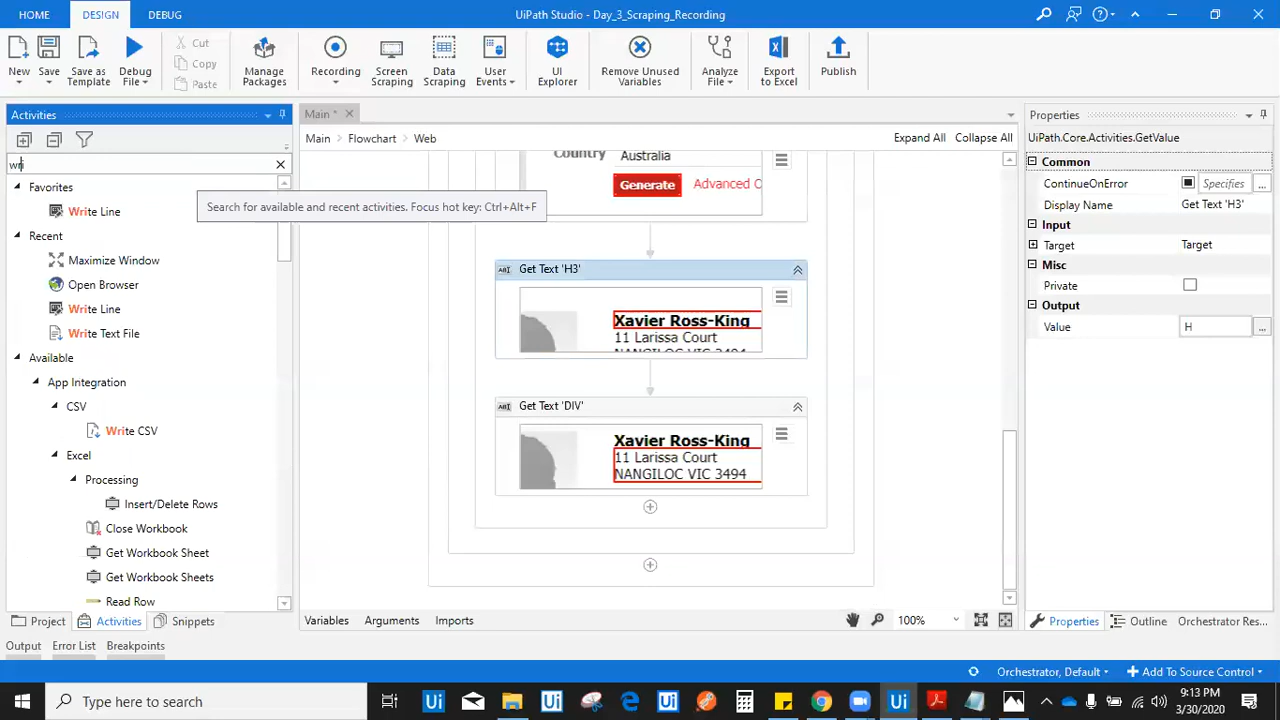 HOME
DESIGN
DEBUG
UiPath Studio - Day_3_Scraping_Recording
New
Save
Save as Template
Debug File
Cut
Copy
Paste
Manage Packages
Recording
Screen Scraping
Data Scraping
User Events
UI Explorer
Remove Unused Variables
Analyze File
Export to Excel
Publish
Activities
Favorites
Write Line
Recent
Maximize Window
Open Browser
Write Line
Write Text File
Available
App Integration
CSV
Write CSV
Excel
Processing
Insert/Delete Rows
Close Workbook
Get Workbook Sheet
Get Workbook Sheets
Read Row
Project
Activities
Snippets
Search for available and recent activities. Focus hot key: Ctrl+Alt+F
Main *
Main
Flowchart
Web
Expand All
Collapse All
Country
Australia
Generate
Advanced
Get Text 'H3'
Xavier Ross-King
11 Larissa Court
NANGILOC VIC 3494
Get Text 'DIV'
Xavier Ross-King
11 Larissa Court
NANGILOC VIC 3494
Variables
Arguments
Imports
100%
Properties
UiPath.Core.Activities.GetValue
Common
ContinueOnError
Specifies
...
Display Name
Get Text 'H3'
Input
Target
Target
Misc
Private
Output
Value
H
...
Properties
Outline
Orchestrator Res...
Output
Error List
Breakpoints
Orchestrator, Default
Add To Source Control
Type here to search
9:13 PM
3/30/2020